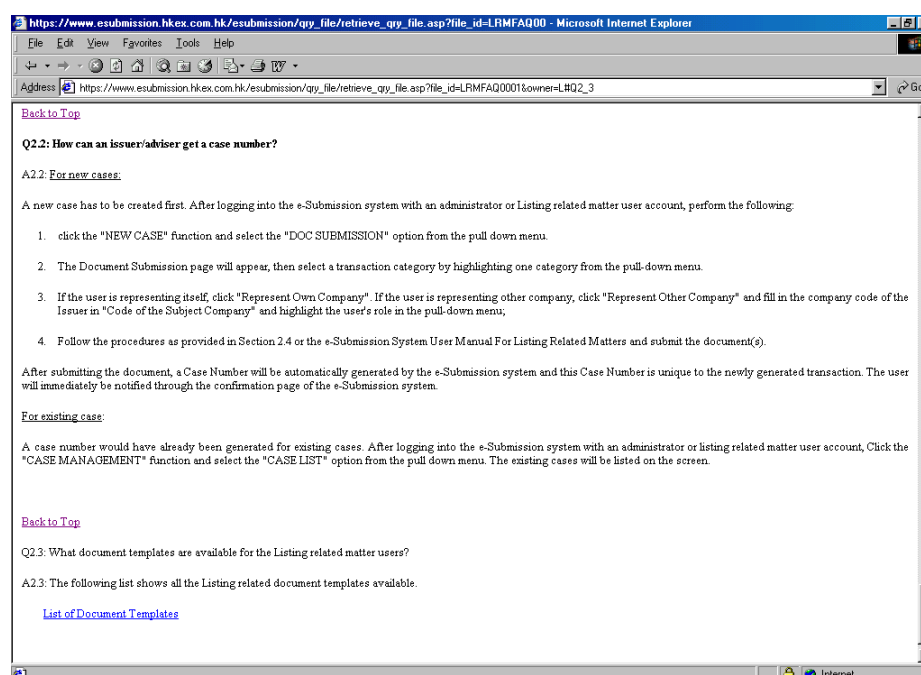 https://www.esubmission.hkex.com.hk/esubmission/qry_file/retrieve_qry_file.asp?file_id=LRMFAQ00 - Microsoft Internet Explorer
File Edit View Favorites Tools Help
Address https://www.esubmission.hkex.com.hk/esubmission/qry_file/retrieve_qry_file.asp?file_id=LRMFAQ0001&owner=L#Q2_3 Go
Back to Top
Q2.2: How can an issuer/adviser get a case number?
A2.2: For new cases:
A new case has to be created first. After logging into the e-Submission system with an administrator or Listing related matter user account, perform the following:
1. click the "NEW CASE" function and select the "DOC SUBMISSION" option from the pull down menu.
2. The Document Submission page will appear, then select a transaction category by highlighting one category from the pull-down menu.
3. If the user is representing itself, click "Represent Own Company". If the user is representing other company, click "Represent Other Company" and fill in the company code of the
Issuer in "Code of the Subject Company" and highlight the user's role in the pull-down menu;
4. Follow the procedures as provided in Section 2.4 or the e-Submission System User Manual For Listing Related Matters and submit the document(s).
After submitting the document, a Case Number will be automatically generated by the e-Submission system and this Case Number is unique to the newly generated transaction. The user
will immediately be notified through the confirmation page of the e-Submission system.
For existing case:
A case number would have already been generated for existing cases. After logging into the e-Submission system with an administrator or listing related matter user account, Click the
"CASE MANAGEMENT" function and select the "CASE LIST" option from the pull down menu. The existing cases will be listed on the screen.
Back to Top
Q2.3: What document templates are available for the Listing related matter users?
A2.3: The following list shows all the Listing related document templates available.
List of Document Templates
Internet